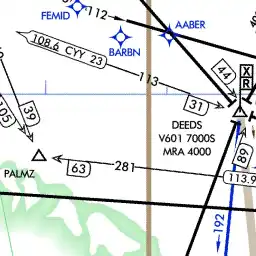 FEMID
112
AABER
BARBN
108.6 CYY 23
113
44
X
R
31
105
39
DEEDS
V601 7000S
MRA 4000
89
PALMZ
63
281
113.9
192